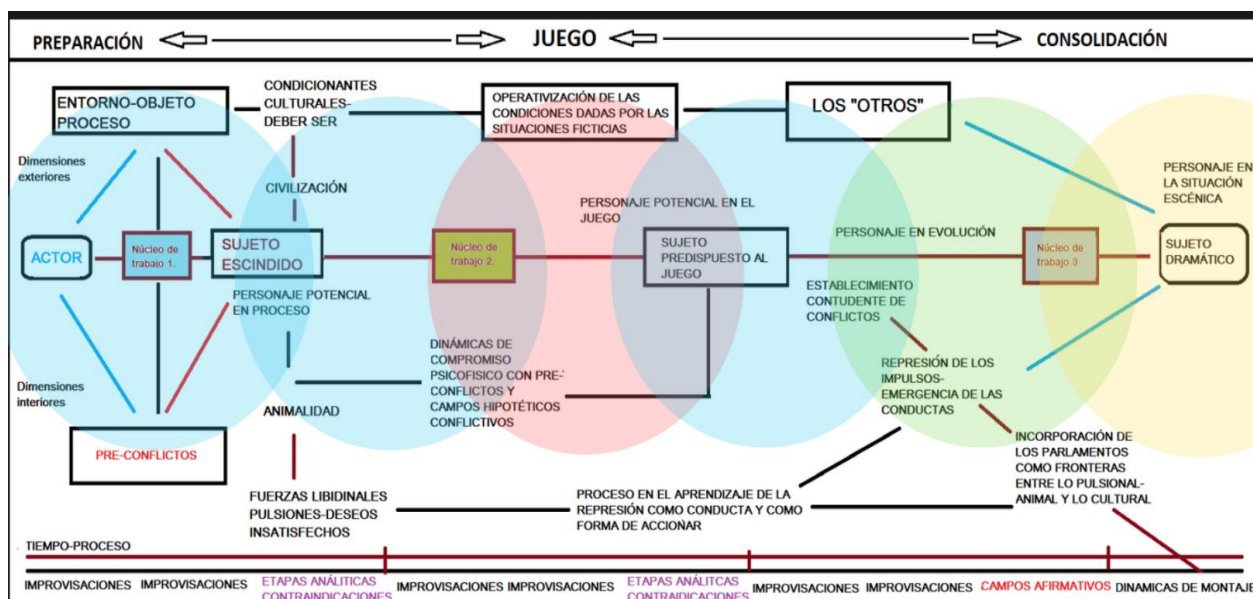 PREPARACIÓN
JUEGO
CONSOLIDACIÓN
ENTORNO-OBJETO
PROCESO
CONDICIONANTES
CULTURALES-
DEBER SER
OPERATIVIZACIÓN DE LAS
CONDICIONES DADAS POR LAS
SITUACIONES FICTICIAS
LOS "OTROS"
Dimensiones
exteriores
CIVILIZACIÓN
PERSONAJE POTENCIAL EN EL
JUEGO
PERSONAJE EN
LA SITUACIÓN
ESCÉNICA
ACTOR
Núcleo de
trabajo 1.
SUJETO
ESCINDIDO
Núcleo de
trabajo 2.
SUJETO
PREDISPUESTO AL
JUEGO
PERSONAJE EN EVOLUCIÓN
Núcleo de
trabajo 3
SUJETO
DRAMÁTICO
PERSONAJE POTENCIAL
EN PROCESO
ESTABLECIMIENTO
CONTUDENTE DE
CONFLICTOS
Dimensiones
interiores
DINÁMICAS DE
COMPROMISO
PSICOFISICO CON PRE-
CONFLICTOS Y
CAMPOS HIPOTÉTICOS
CONFLICTIVOS
REPRESIÓN DE LOS
IMPULSOS-
EMERGENCIA DE LAS
CONDUCTAS
ANIMALIDAD
PRE-CONFLICTOS
INCORPORACIÓN DE
LOS PARLAMENTOS
COMO FRONTERAS
ENTRE LO PULSIONAL-
ANIMAL Y LO CULTURAL
FUERZAS LIBIDINALES
PULSIONES-DESEOS
INSATISFECHOS
PROCESO EN EL APRENDIZAJE DE LA
REPRESIÓN COMO CONDUCTA Y COMO
FORMA DE ACCIOÑAR
TIEMPO-PROCESO
IMPROVISACIONES
IMPROVISACIONES
ETAPAS ANÁLITICAS
CONTRAINDICACIONES
IMPROVISACIONES
IMPROVISACIONES
ETAPAS ANÁLITCAS
CONTRAIDICACIONES
IMPROVISACIONES
IMPROVISACIONES
CAMPOS AFIRMATIVOS
DINAMICAS DE MONTAJE